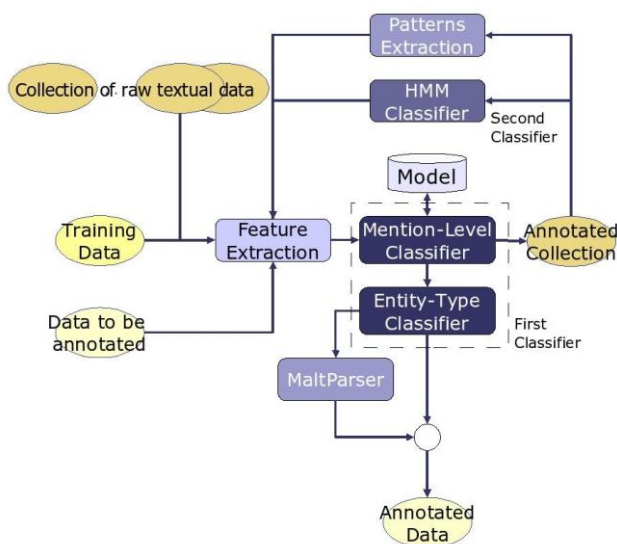 Patterns
Extraction
Collection of raw textual data
HMM
Classifier
Second
Classifier
Model
Training
Data
Feature
Extraction
Mention-Level
Classifier
Annotated
Collection
Entity-Type
Classifier
Data to be
annotated
First
Classifier
MaltParser
Annotated
Data